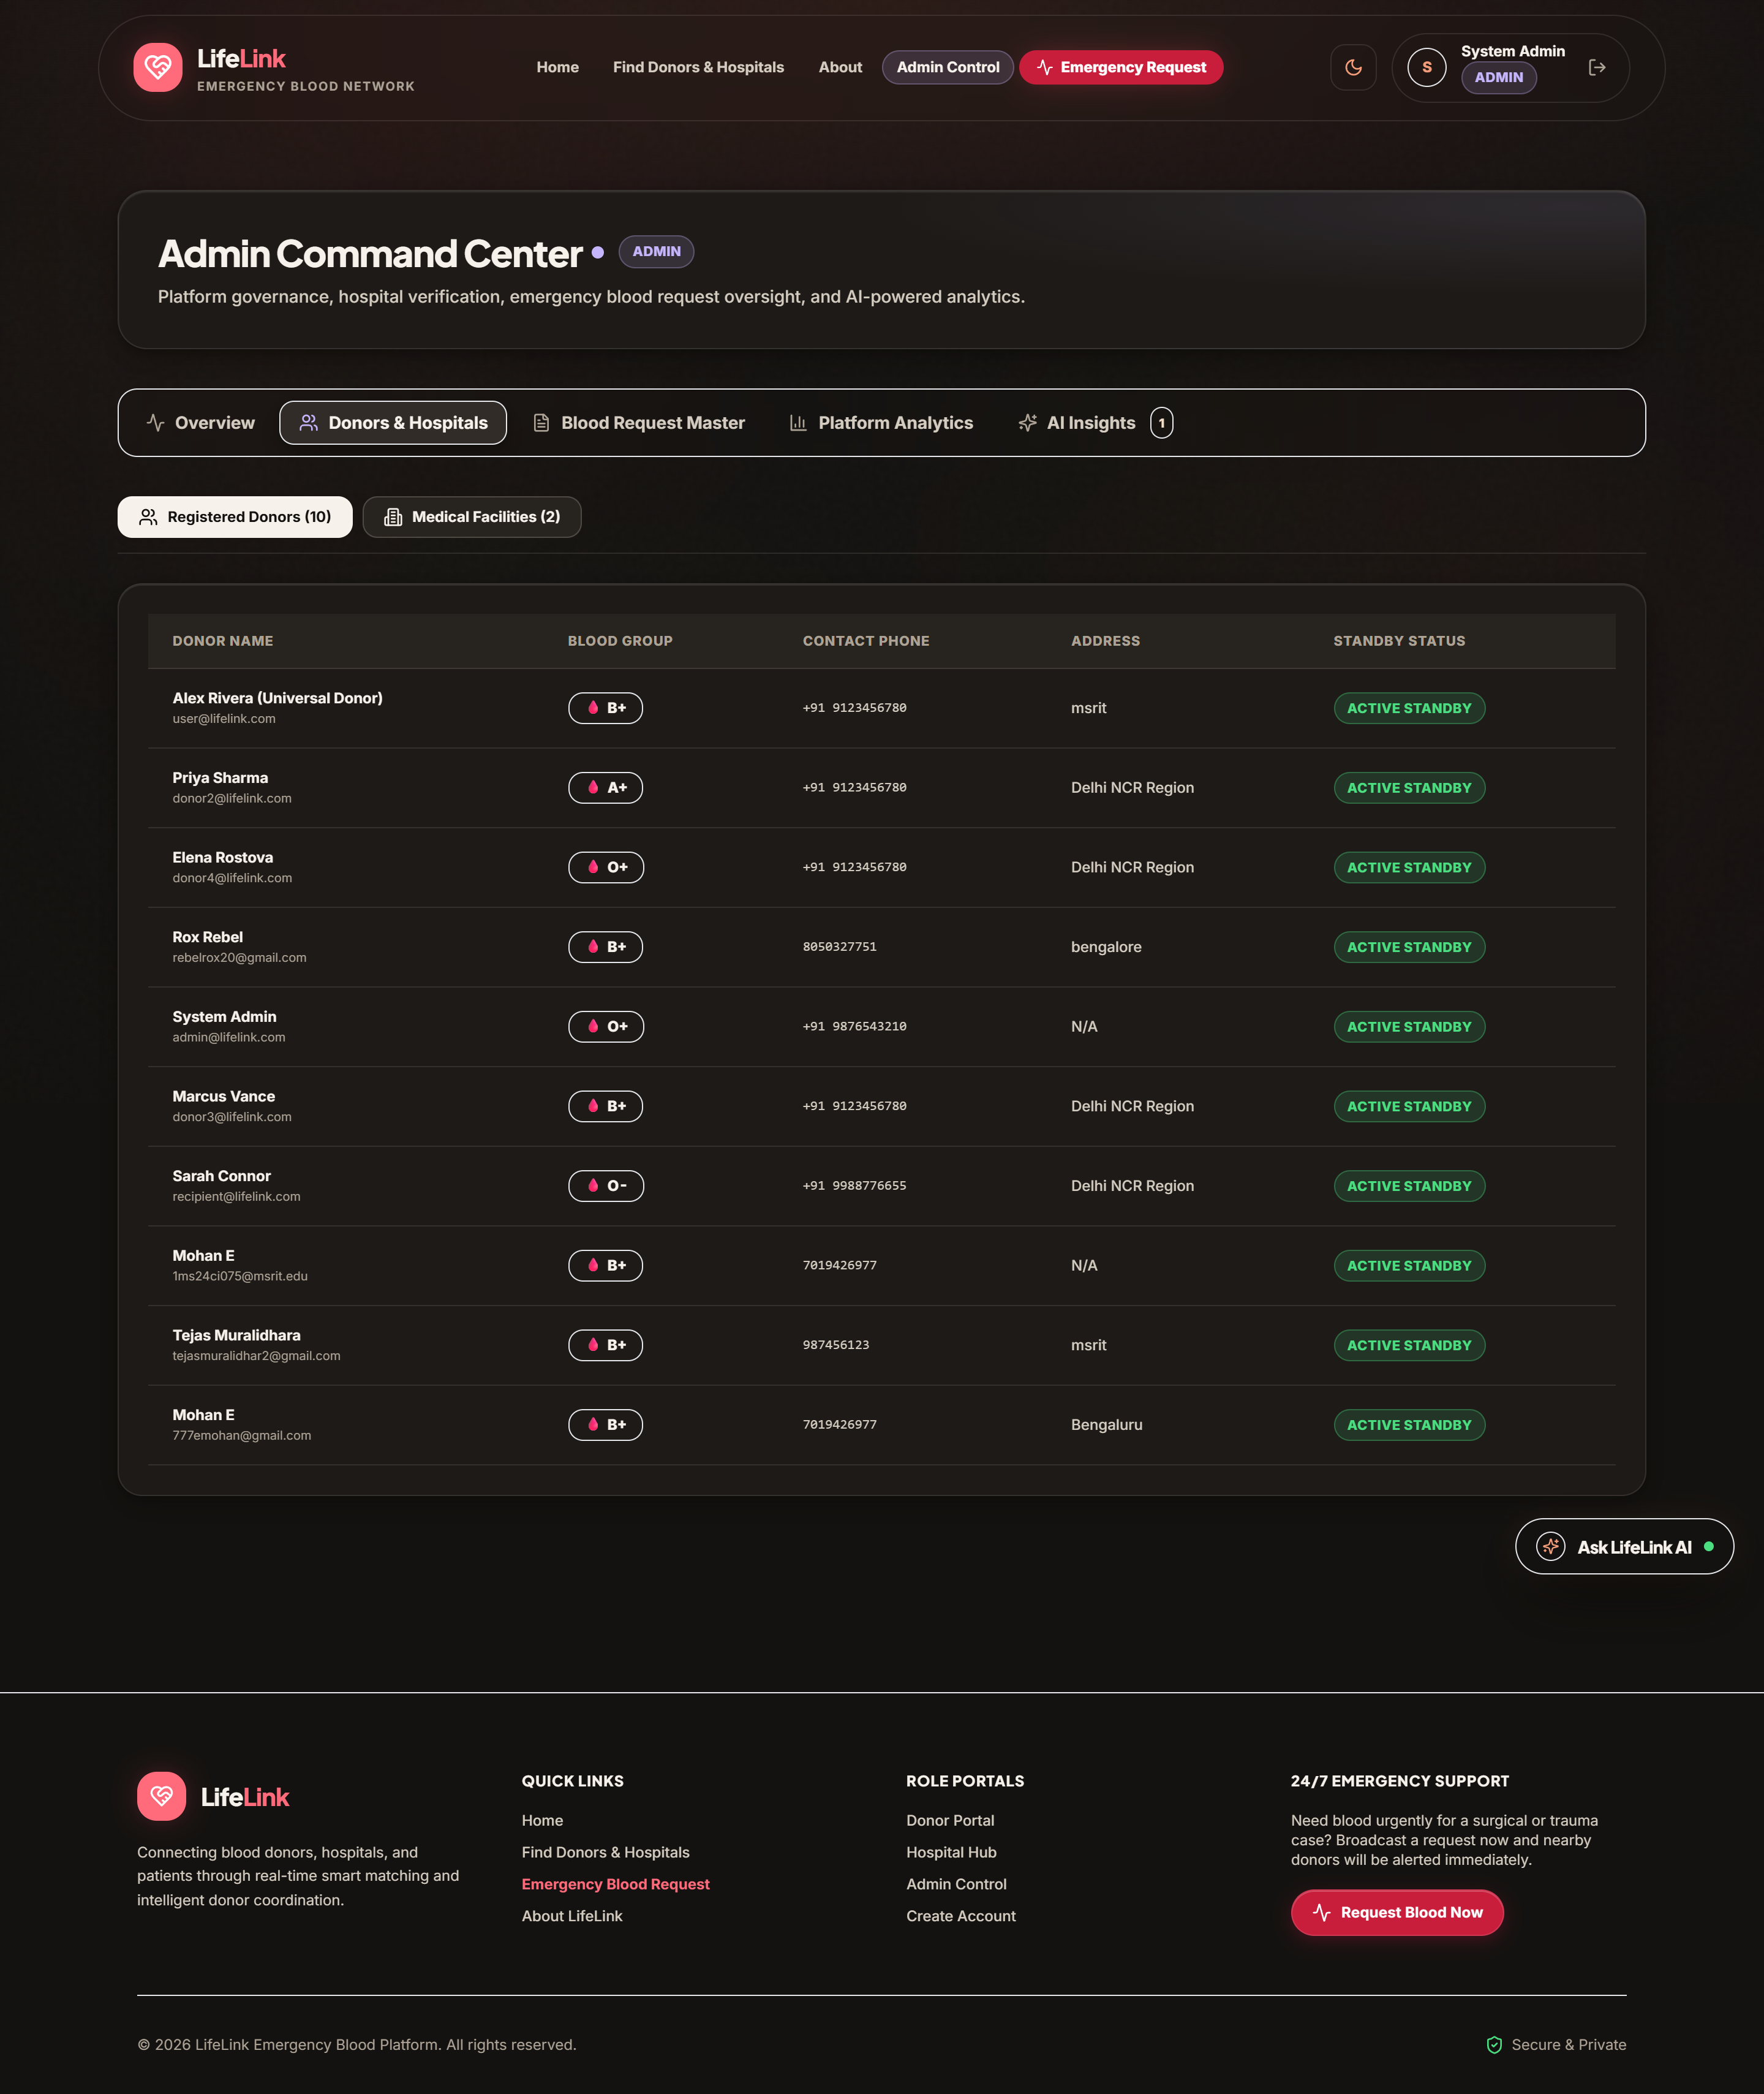 LifeLink
EMERGENCY BLOOD NETWORK
Home
Find Donors & Hospitals
About
Admin Control
Emergency Request
S
System Admin
ADMIN
Admin Command Center
ADMIN
Platform governance, hospital verification, emergency blood request oversight, and AI-powered analytics.
Overview
Donors & Hospitals
Blood Request Master
Platform Analytics
AI Insights
1
Registered Donors (10)
Medical Facilities (2)
DONOR NAME
BLOOD GROUP
CONTACT PHONE
ADDRESS
STANDBY STATUS
Alex Rivera (Universal Donor)
user@lifelink.com
B+
+91 9123456780
msrit
ACTIVE STANDBY
Priya Sharma
donor2@lifelink.com
A+
+91 9123456780
Delhi NCR Region
ACTIVE STANDBY
Elena Rostova
donor4@lifelink.com
O+
+91 9123456780
Delhi NCR Region
ACTIVE STANDBY
Rox Rebel
rebelrox20@gmail.com
B+
8050327751
bengalore
ACTIVE STANDBY
System Admin
admin@lifelink.com
O+
+91 9876543210
N/A
ACTIVE STANDBY
Marcus Vance
donor3@lifelink.com
B+
+91 9123456780
Delhi NCR Region
ACTIVE STANDBY
Sarah Connor
recipient@lifelink.com
O-
+91 9988776655
Delhi NCR Region
ACTIVE STANDBY
Mohan E
1ms24ci075@msrit.edu
B+
7019426977
N/A
ACTIVE STANDBY
Tejas Muralidhara
tejasmuralidhar2@gmail.com
B+
987456123
msrit
ACTIVE STANDBY
Mohan E
777emohan@gmail.com
B+
7019426977
Bengaluru
ACTIVE STANDBY
Ask LifeLink AI
LifeLink
Connecting blood donors, hospitals, and
patients through real-time smart matching and
intelligent donor coordination.
QUICK LINKS
Home
Find Donors & Hospitals
Emergency Blood Request
About LifeLink
ROLE PORTALS
Donor Portal
Hospital Hub
Admin Control
Create Account
24/7 EMERGENCY SUPPORT
Need blood urgently for a surgical or trauma
case? Broadcast a request now and nearby
donors will be alerted immediately.
Request Blood Now
© 2026 LifeLink Emergency Blood Platform. All rights reserved.
Secure & Private